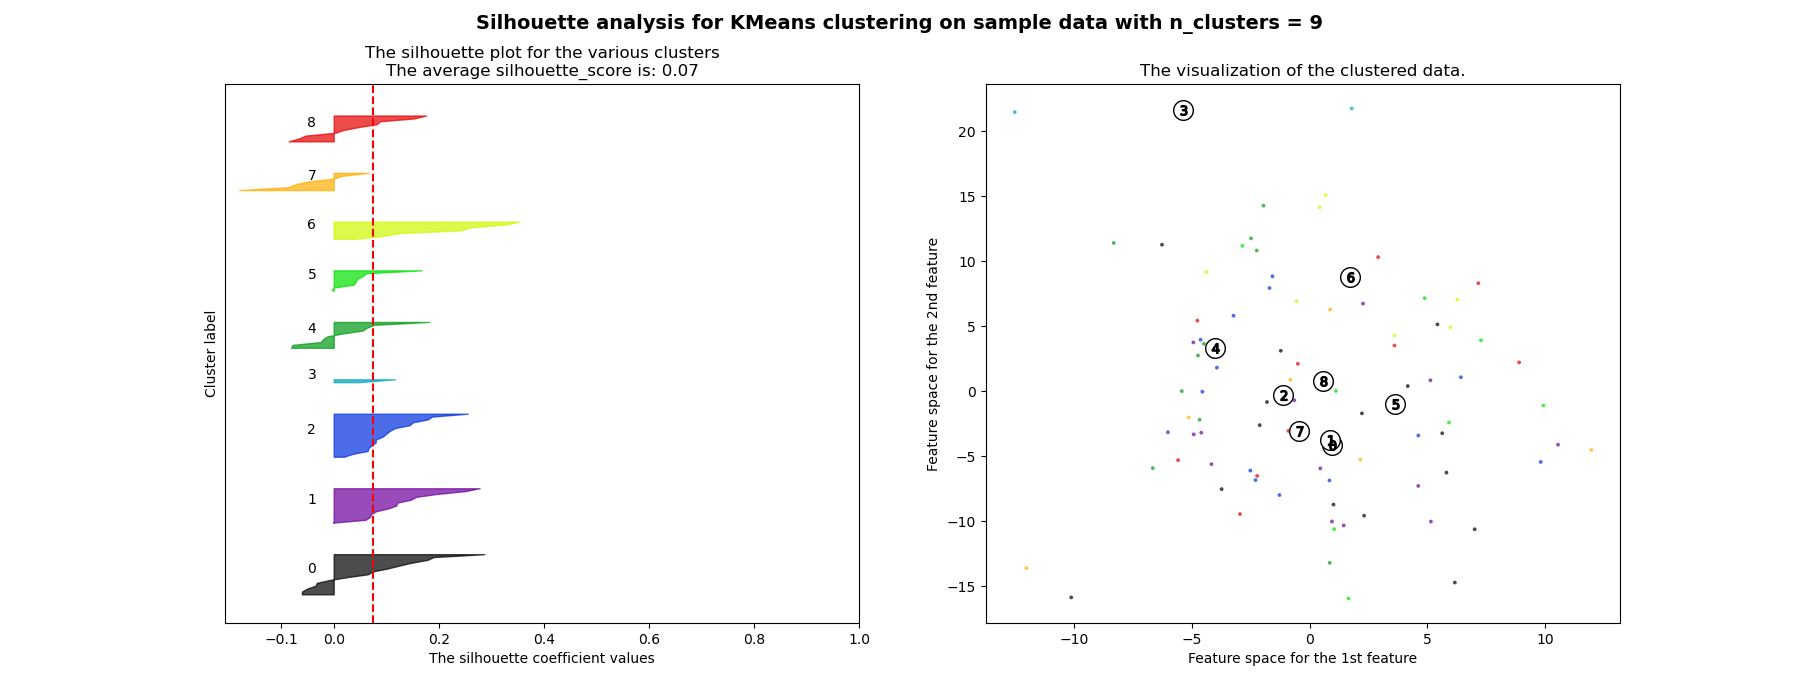 Silhouette analysis for KMeans clustering on sample data with n_clusters = 9
The silhouette plot for the various clusters
The average silhouette_score is: 0.07
Cluster label
8
7
6
5
4
3
2
1
0
−0.1 0.0 0.2 0.4 0.6 0.8 1.0
The silhouette coefficient values
The visualization of the clustered data.
Feature space for the 2nd feature
20
15
10
5
0
−5
−10
−15
3
6
4
8
2
5
7
1
0
−10 −5 0 5 10
Feature space for the 1st feature